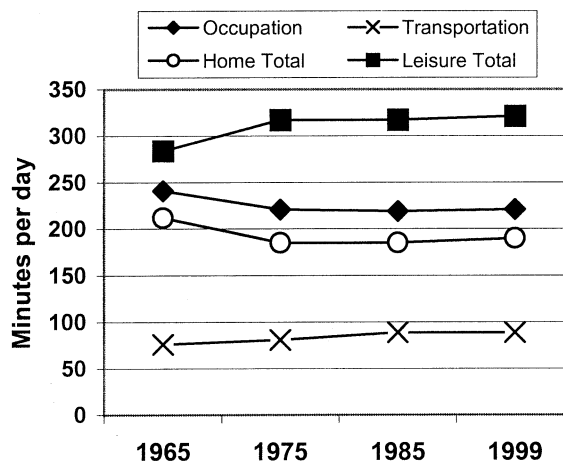 Occupation Transportation
Home Total Leisure Total
350
300
250
200
150
100
50
0
Minutes per day
1965 1975 1985 1999